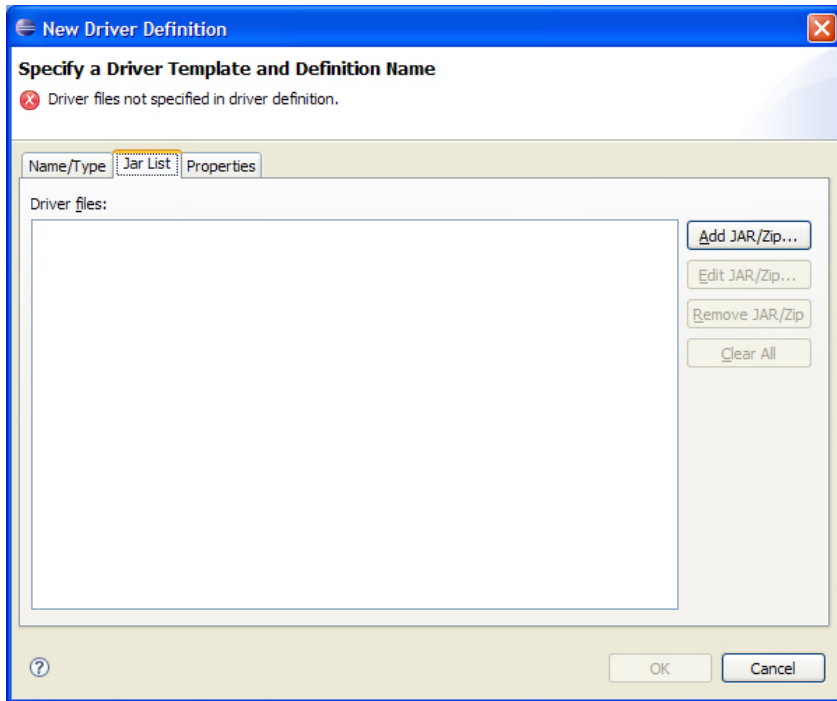 New Driver Definition
Specify a Driver Template and Definition Name
Driver files not specified in driver definition.
Name/Type Jar List Properties
Driver files:
Add JAR/Zip...
Edit JAR/Zip...
Remove JAR/Zip
Clear All
? OK Cancel